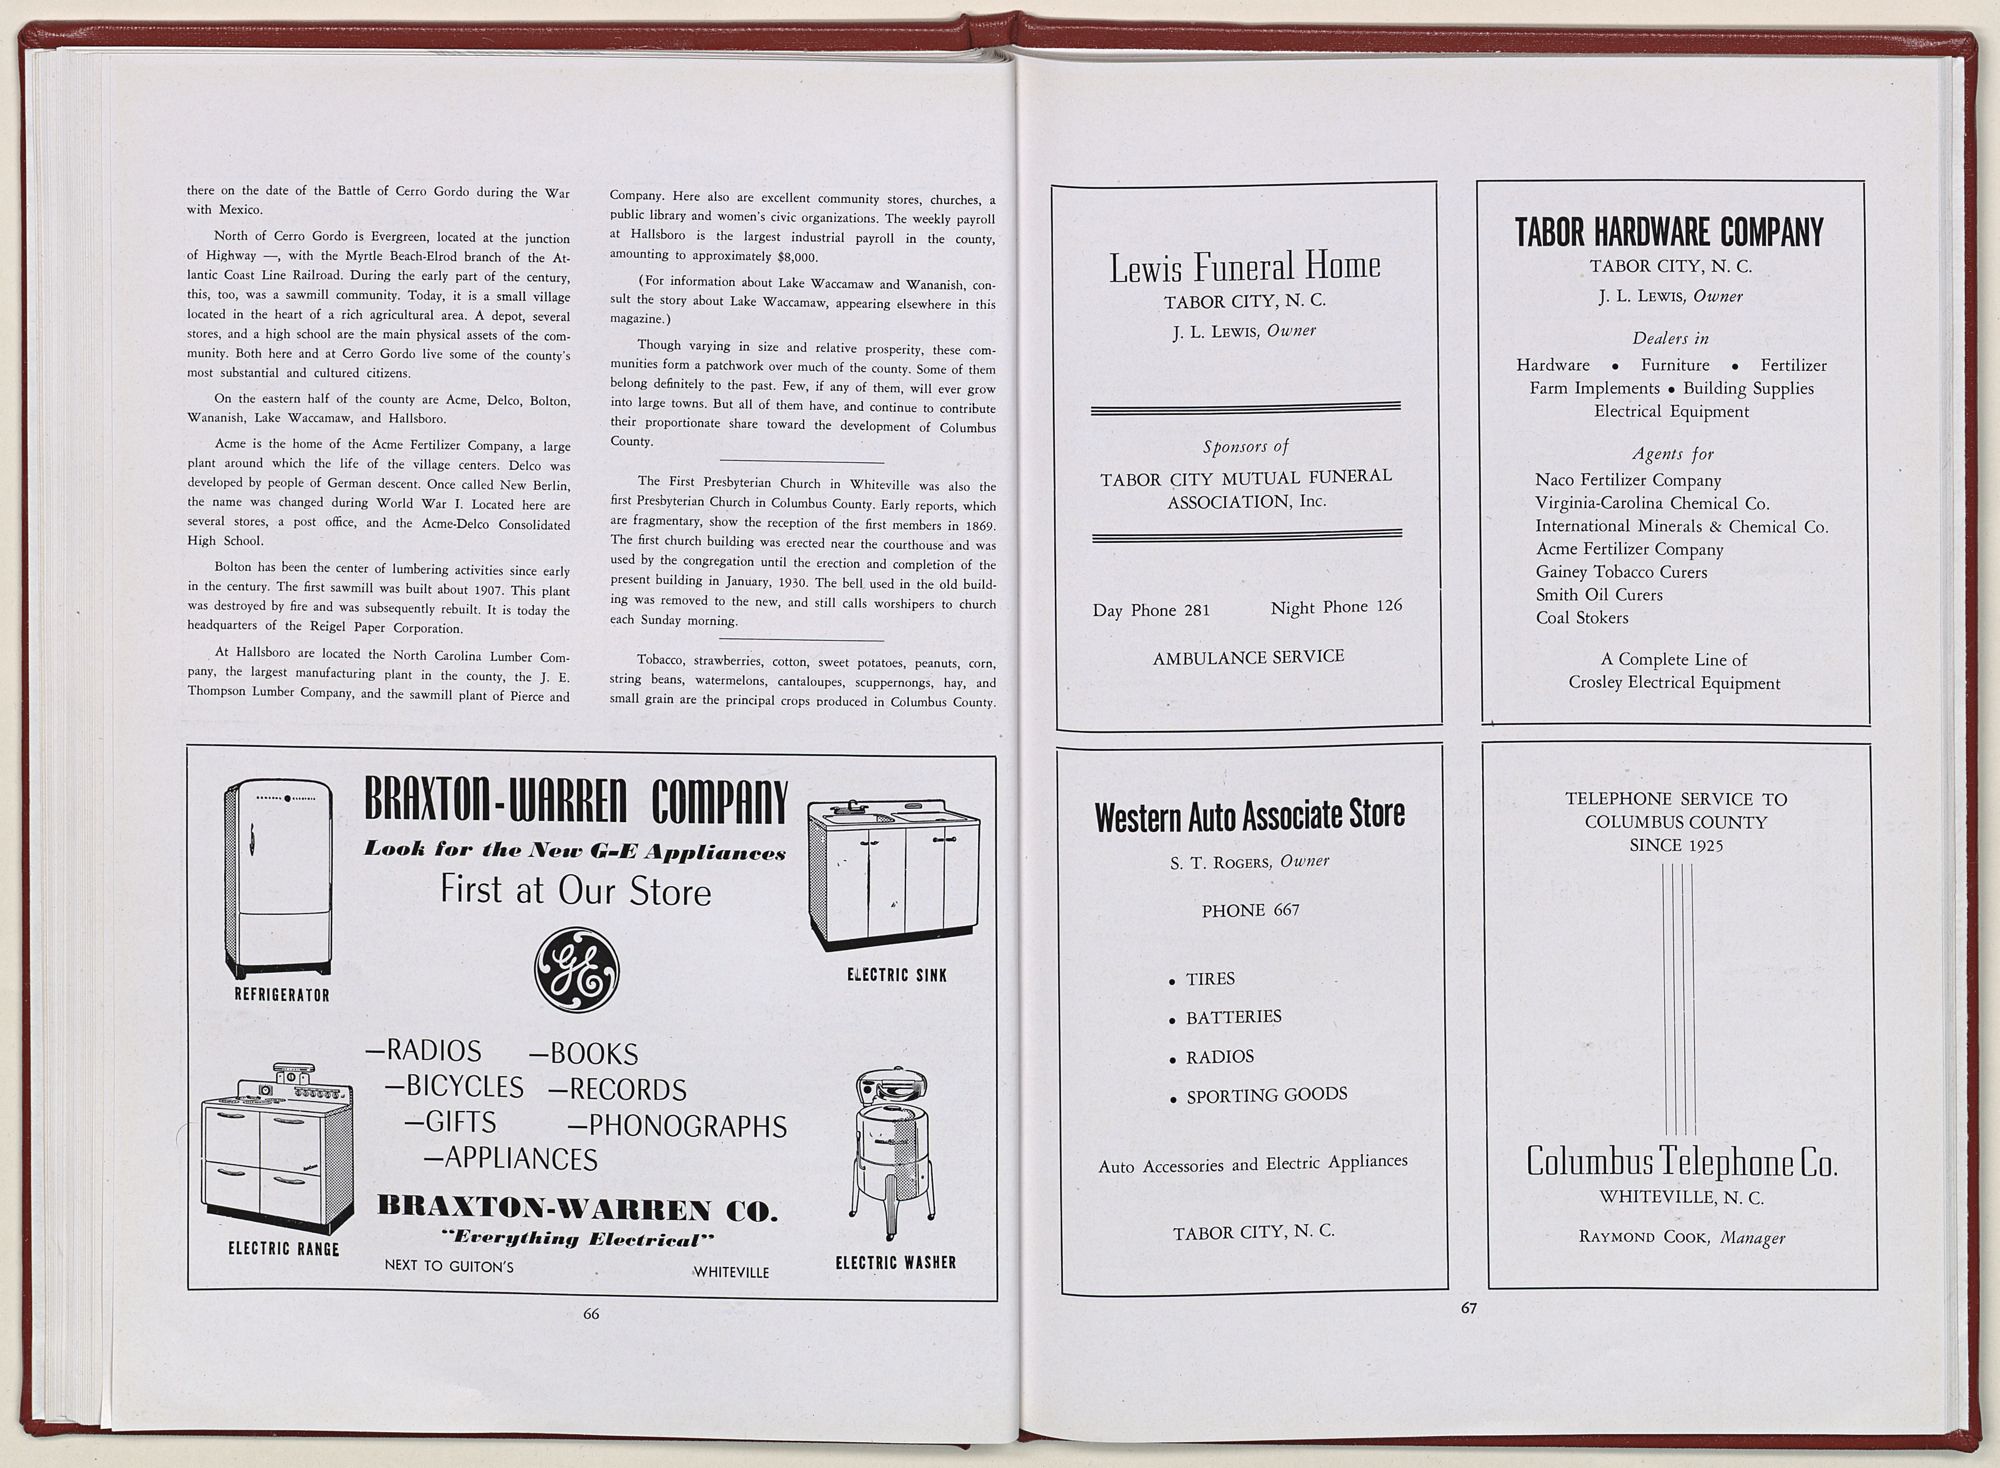 there on the date of the Battle of Cerro Gordo during the War
with Mexico.
North of Cerro Gordo is Evergreen, located at the junction
of Highway —, with the Myrtle Beach-Elrod branch of the At-
lantic Coast Line Railroad. During the early part of the century,
this, too, was a sawmill community. Today, it is a small village
located in the heart of a rich agricultural area. A depot, several
stores, and a high school are the main physical assets of the com-
munity. Both here and at Cerro Gordo live some of the county's
most substantial and cultured citizens.
On the eastern half of the county are Acme, Delco, Bolton,
Wananish, Lake Waccamaw, and Hallsboro.
Acme is the home of the Acme Fertilizer Company, a large
plant around which the life of the village centers. Delco was
developed by people of German descent. Once called New Berlin,
the name was changed during World War I. Located here are
several stores, a post office, and the Acme-Delco Consolidated
High School.
Bolton has been the center of lumbering activities since early
in the century. The first sawmill was built about 1907. This plant
was destroyed by fire and was subsequently rebuilt. It is today the
headquarters of the Reigel Paper Corporation.
At Hallsboro are located the North Carolina Lumber Com-
pany, the largest manufacturing plant in the county, the J. E.
Thompson Lumber Company, and the sawmill plant of Pierce and
Company. Here also are excellent community stores, churches, a
public library and women's civic organizations. The weekly payroll
at Hallsboro is the largest industrial payroll in the county,
amounting to approximately $8,000.
(For information about Lake Waccamaw and Wananish, con-
sult the story about Lake Waccamaw, appearing elsewhere in this
magazine.)
Though varying in size and relative prosperity, these com-
munities form a patchwork over much of the county. Some of them
belong definitely to the past. Few, if any of them, will ever grow
into large towns. But all of them have, and continue to contribute
their proportionate share toward the development of Columbus
County.
The First Presbyterian Church in Whiteville was also the
first Presbyterian Church in Columbus County. Early reports, which
are fragmentary, show the reception of the first members in 1869.
The first church building was erected near the courthouse and was
used by the congregation until the erection and completion of the
present building in January, 1930. The bell used in the old build-
ing was removed to the new, and still calls worshipers to church
each Sunday morning.
Tobacco, strawberries, cotton, sweet potatoes, peanuts, corn,
string beans, watermelons, cantaloupes, scuppernongs, hay, and
small grain are the principal crops produced in Columbus County.
BRAXTON-WARREN COMPANY
Look for the New G-E Appliances
First at Our Store
GE
REFRIGERATOR
ELECTRIC SINK
—RADIOS —BOOKS
—BICYCLES —RECORDS
—GIFTS —PHONOGRAPHS
—APPLIANCES
BRAXTON-WARREN CO.
"Everything Electrical"
NEXT TO GUITON'S WHITEVILLE
ELECTRIC RANGE
ELECTRIC WASHER
66
Lewis Funeral Home
TABOR CITY, N. C.
J. L. LEWIS, Owner
Sponsors of
TABOR CITY MUTUAL FUNERAL
ASSOCIATION, Inc.
Day Phone 281 Night Phone 126
AMBULANCE SERVICE
TABOR HARDWARE COMPANY
TABOR CITY, N. C.
J. L. LEWIS, Owner
Dealers in
Hardware • Furniture • Fertilizer
Farm Implements • Building Supplies
Electrical Equipment
Agents for
Naco Fertilizer Company
Virginia-Carolina Chemical Co.
International Minerals & Chemical Co.
Acme Fertilizer Company
Gainey Tobacco Curers
Smith Oil Curers
Coal Stokers
A Complete Line of
Crosley Electrical Equipment
Western Auto Associate Store
S. T. ROGERS, Owner
PHONE 667
• TIRES
• BATTERIES
• RADIOS
• SPORTING GOODS
Auto Accessories and Electric Appliances
TABOR CITY, N. C.
TELEPHONE SERVICE TO
COLUMBUS COUNTY
SINCE 1925
Columbus Telephone Co.
WHITEVILLE, N. C.
RAYMOND COOK, Manager
67